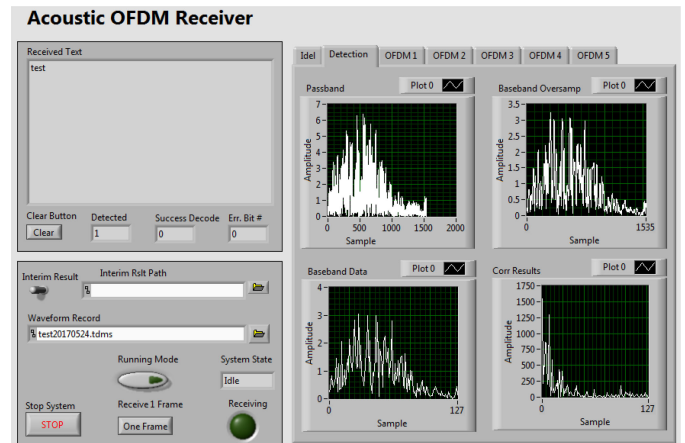 Acoustic OFDM Receiver
Received Text
test
Clear Button
Detected
Success Decode
Err. Bit #
Clear
1
0
0
Interim Result
Interim Rslt Path
Waveform Record
test20170524.tdms
Running Mode
System State
Idle
Stop System
Receive 1 Frame
Receiving
STOP
One Frame
Idel
Detection
OFDM 1
OFDM 2
OFDM 3
OFDM 4
OFDM 5
Passband
Plot 0
Amplitude
7-
6-
5-
4-
3-
2-
1-
0-
0
500
1000
1500
2000
Sample
Baseband Oversamp
Plot 0
Amplitude
3.5-
3-
2.5-
2-
1.5-
1-
0.5-
0-
0
1535
Sample
Baseband Data
Plot 0
Amplitude
4-
3-
2-
1-
0-
0
127
Sample
Corr Results
Plot 0
Amplitude
1750-
1500-
1250-
1000-
750-
500-
250-
0-
0
127
Sample